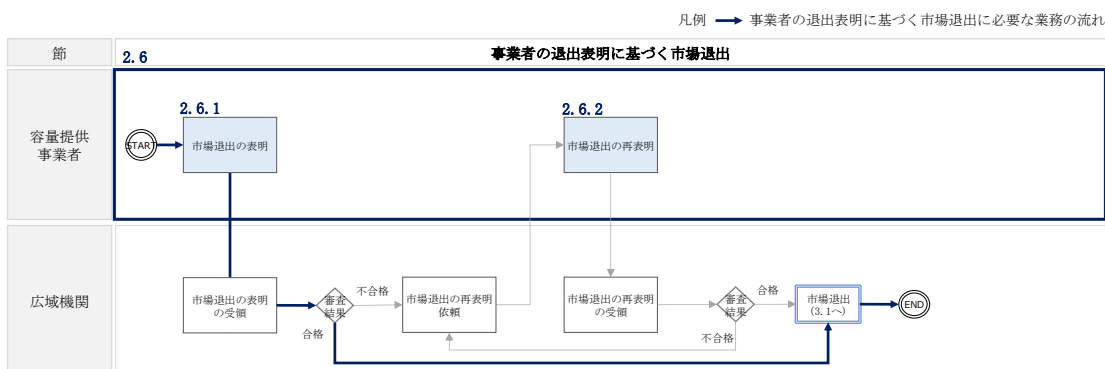 凡例 事業者の退出表明に基づく市場退出に必要な業務の流れ
節
2.6
事業者の退出表明に基づく市場退出
容量提供
事業者
START
2.6.1
市場退出の表明
2.6.2
市場退出の再表明
広域機関
市場退出の表明
の受領
審査
結果
不合格
合格
市場退出の再表明
依頼
市場退出の再表明
の受領
審査
結果
合格
不合格
市場退出
(3.1へ)
END